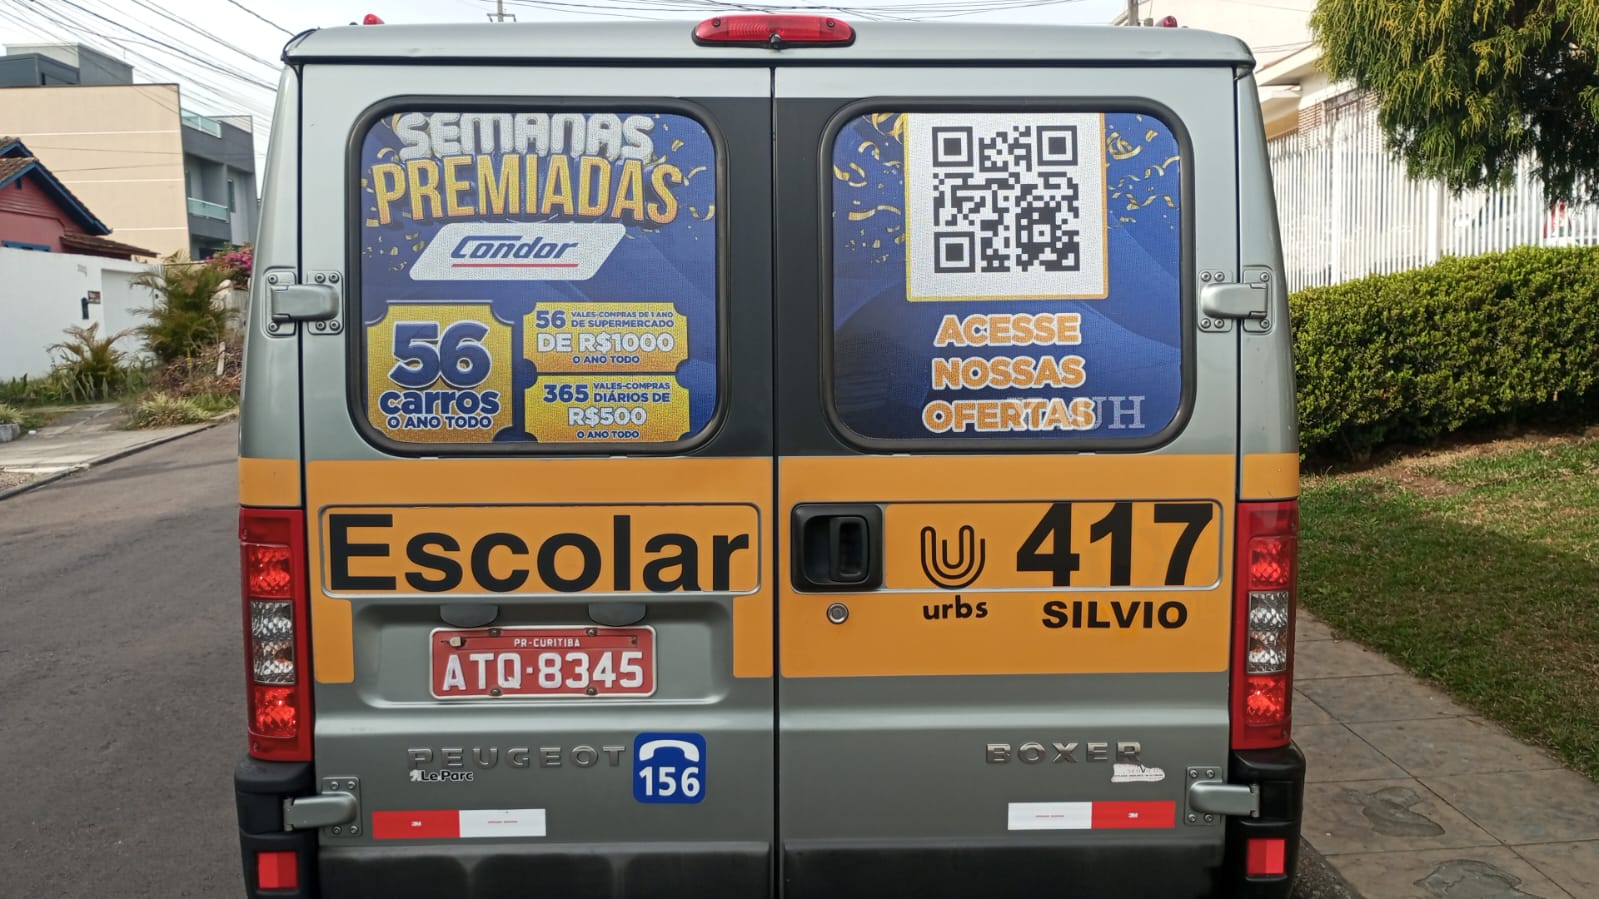 SEMANAS
PREMIADAS
Condor
56
carros
O ANO TODO
56 VALES-COMPRAS DE 1 ANO
DE SUPERMERCADO
DE R$1000
O ANO TODO
365 VALES-COMPRAS
DIÁRIOS DE
R$500
O ANO TODO
ACESSE
NOSSAS
OFERTAS
Escolar
urbs
417
SILVIO
PR-CURITIBA
ATQ-8345
PEUGEOT
Le Parc
156
BOXER
3M
3M